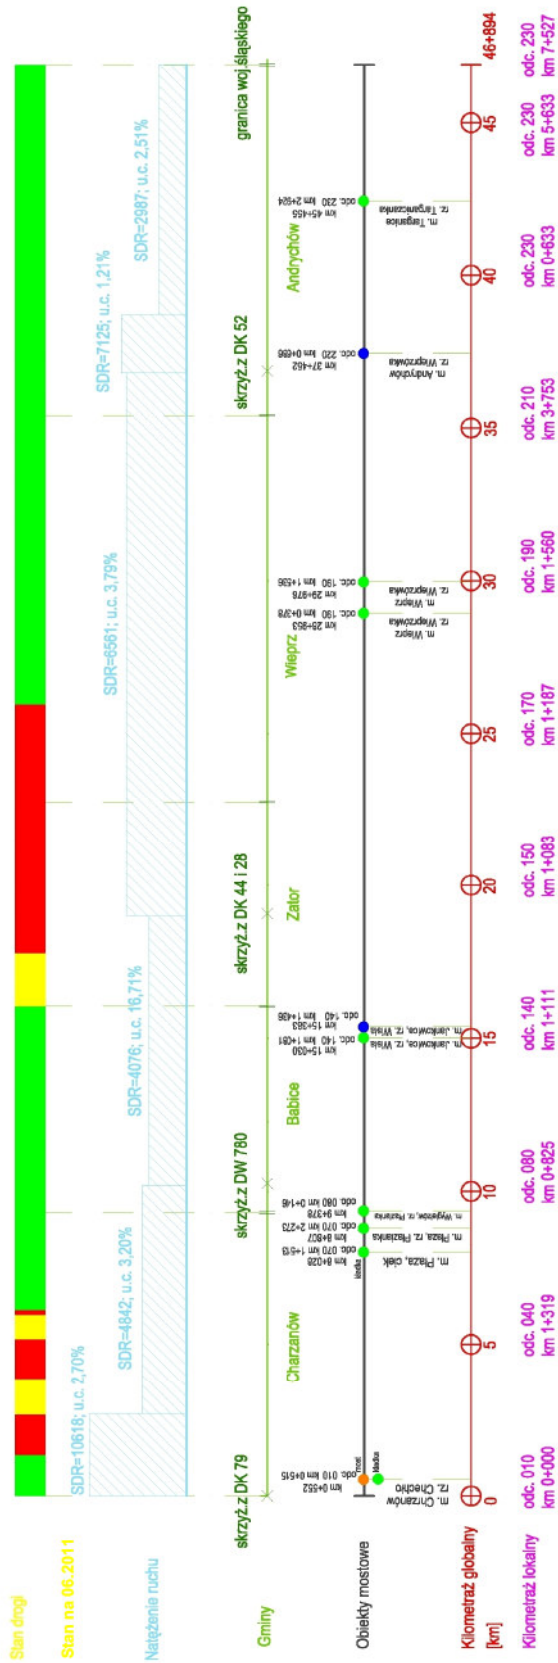 Stan drogi
Stan na 06.2011
Natężenie ruchu
SDR=10618; u.c. 2,70%
SDR=4842; u.c. 3,20%
SDR=4076; u.c. 16,71%
SDR=6561; u.c. 3,79%
SDR=7125; u.c. 1,21%
SDR=2987; u.c. 2,51%
skrzyż.z DK 79
skrzyż.z DW 780
skrzyż.z DK 44 i 28
skrzyż.z DK 52
granica woj.śląskiego
Gminy
Charzanów
Babice
Zator
Wieprz
Andrychów
Obiekty mostowe
km 0+552
odc. 010 km 0+515
most
kładka
m. Chrzanów
rz. Chechło
km 8+028
odc. 070 km 1+513
kładka
m. Płaza, ciek
km 8+807
odc. 070 km 2+273
m. Płaza, rz. Płazianka
km 9+378
odc. 080 km 0+146
m. Wygiełzów, rz. Płazianka
km 15+030
odc. 140 km 1+081
m. Jankowice, rz. Wisła
km 15+383
odc. 140 km 1+436
m. Jankowice, rz. Wisła
km 28+953
odc. 190 km 0+378
m. Wieprz
rz. Wieprzówka
km 29+976
odc. 190 km 1+536
m. Wieprz
rz. Wieprzówka
km 37+462
odc. 220 km 0+686
m. Andrychów
rz. Wieprzówka
km 45+455
odc. 230 km 2+924
m. Targanice
rz. Targaniczanka
Kilometraż globalny
[km]
0
5
10
15
20
25
30
35
40
45
46+894
Kilometraż lokalny
odc. 010
km 0+000
odc. 040
km 1+319
odc. 080
km 0+825
odc. 140
km 1+111
odc. 150
km 1+083
odc. 170
km 1+187
odc. 190
km 1+560
odc. 210
km 3+753
odc. 230
km 0+633
odc. 230
km 5+633
odc. 230
km 7+527